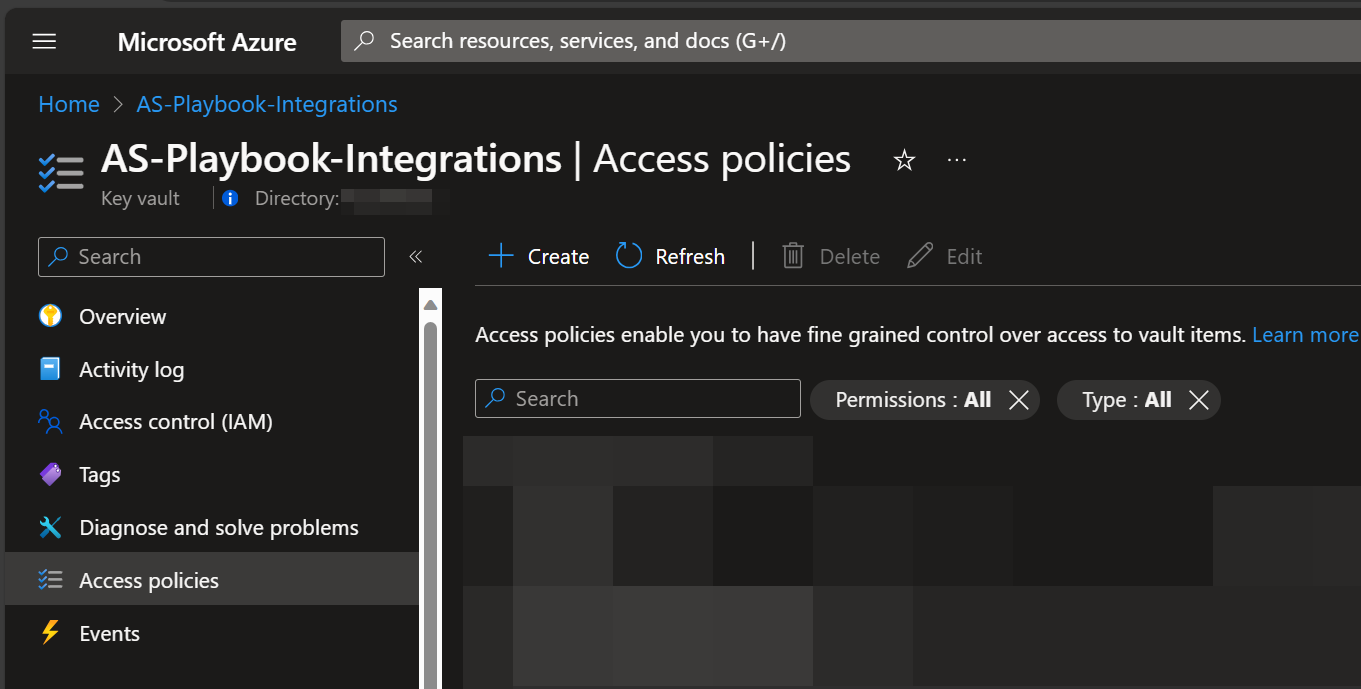 Microsoft Azure
Search resources, services, and docs (G+/)
Home > AS-Playbook-Integrations
AS-Playbook-Integrations | Access policies
Key vault | Directory:
Search
Overview
Activity log
Access control (IAM)
Tags
Diagnose and solve problems
Access policies
Events
Create Refresh | Delete Edit
Access policies enable you to have fine grained control over access to vault items. Learn more
Search
Permissions : All
Type : All